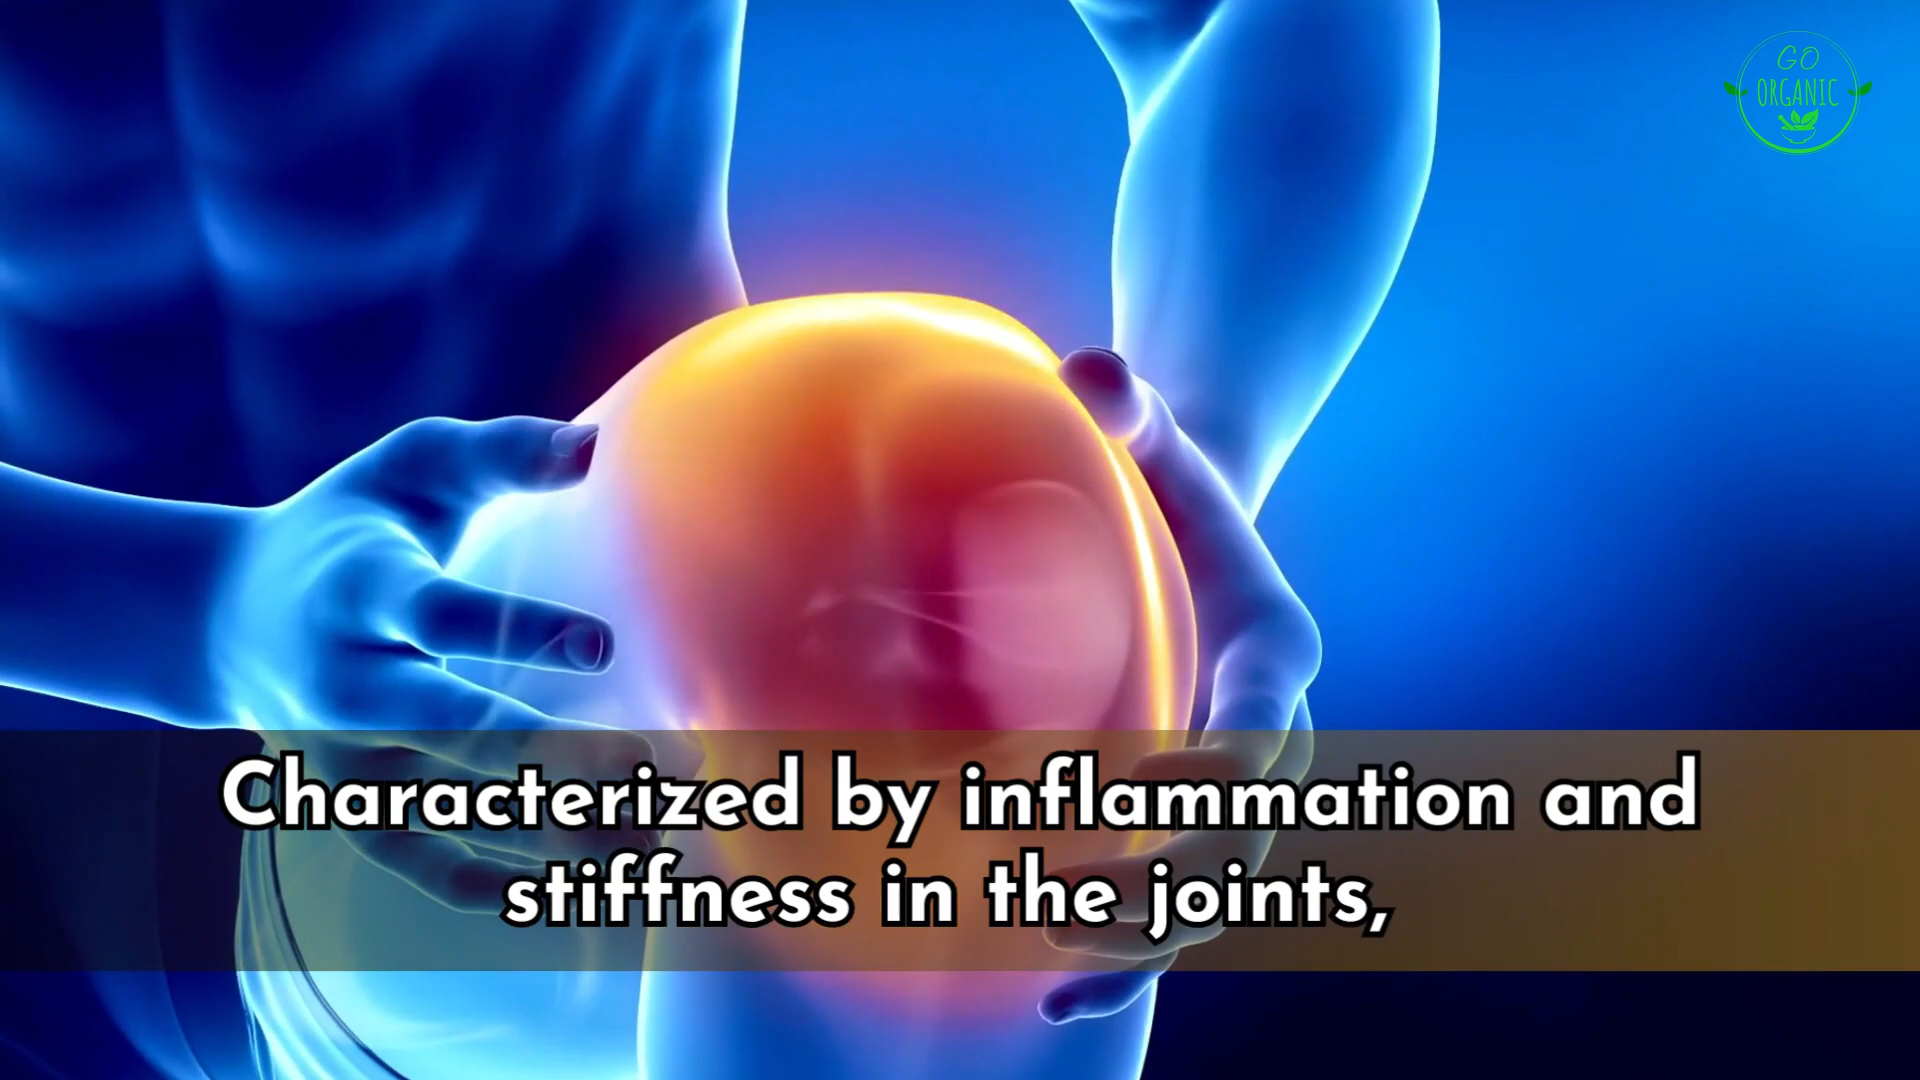 GO
ORGANIC
Characterized by inflammation and
stiffness in the joints,